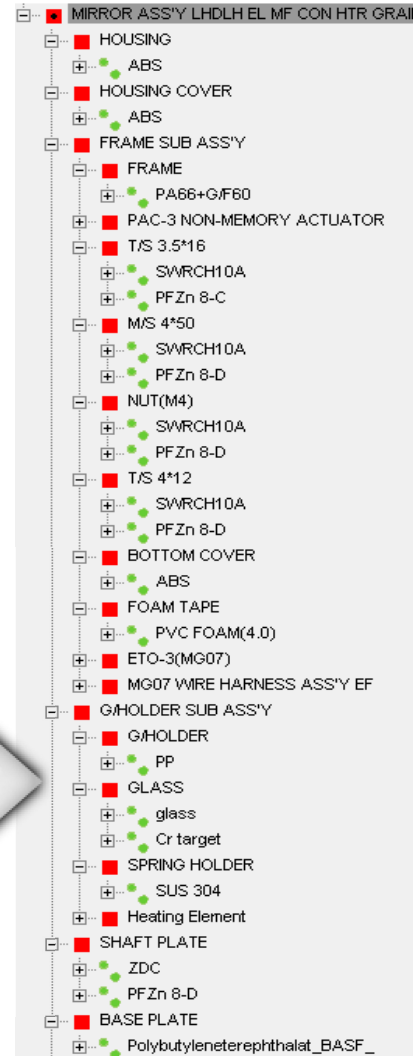 MIRROR ASS'Y LHDLH EL MF CON HTR GRAI
HOUSING
ABS
HOUSING COVER
ABS
FRAME SUB ASS'Y
FRAME
PA66+G/F60
PAC-3 NON-MEMORY ACTUATOR
T/S 3.5*16
SWRCH10A
PFZn 8-C
M/S 4*50
SWRCH10A
PFZn 8-D
NUT(M4)
SWRCH10A
PFZn 8-D
T/S 4*12
SWRCH10A
PFZn 8-D
BOTTOM COVER
ABS
FOAM TAPE
PVC FOAM(4.0)
ETO-3(MG07)
MG07 WIRE HARNESS ASS'Y EF
G/HOLDER SUB ASS'Y
G/HOLDER
PP
GLASS
glass
Cr target
SPRING HOLDER
SUS 304
Heating Element
SHAFT PLATE
ZDC
PFZn 8-D
BASE PLATE
Polybutyleneterephthalat_BASF_